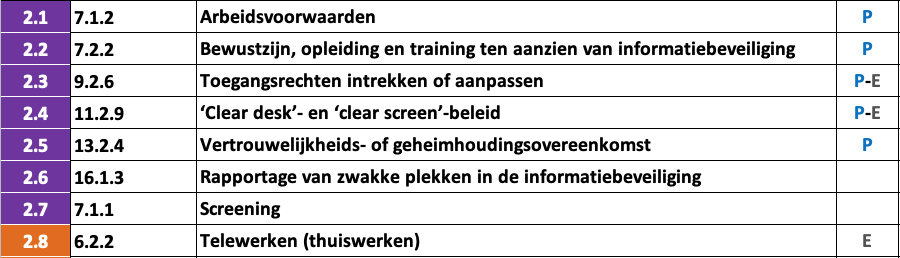 2.1 7.1.2 Arbeidsvoorwaarden P
2.2 7.2.2 Bewustzijn, opleiding en training ten aanzien van informatiebeveiliging P
2.3 9.2.6 Toegangsrechten intrekken of aanpassen P-E
2.4 11.2.9 ‘Clear desk’- en ‘clear screen’-beleid P-E
2.5 13.2.4 Vertrouwelijkheids- of geheimhoudingsovereenkomst P
2.6 16.1.3 Rapportage van zwakke plekken in de informatiebeveiliging
2.7 7.1.1 Screening
2.8 6.2.2 Telewerken (thuiswerken) E